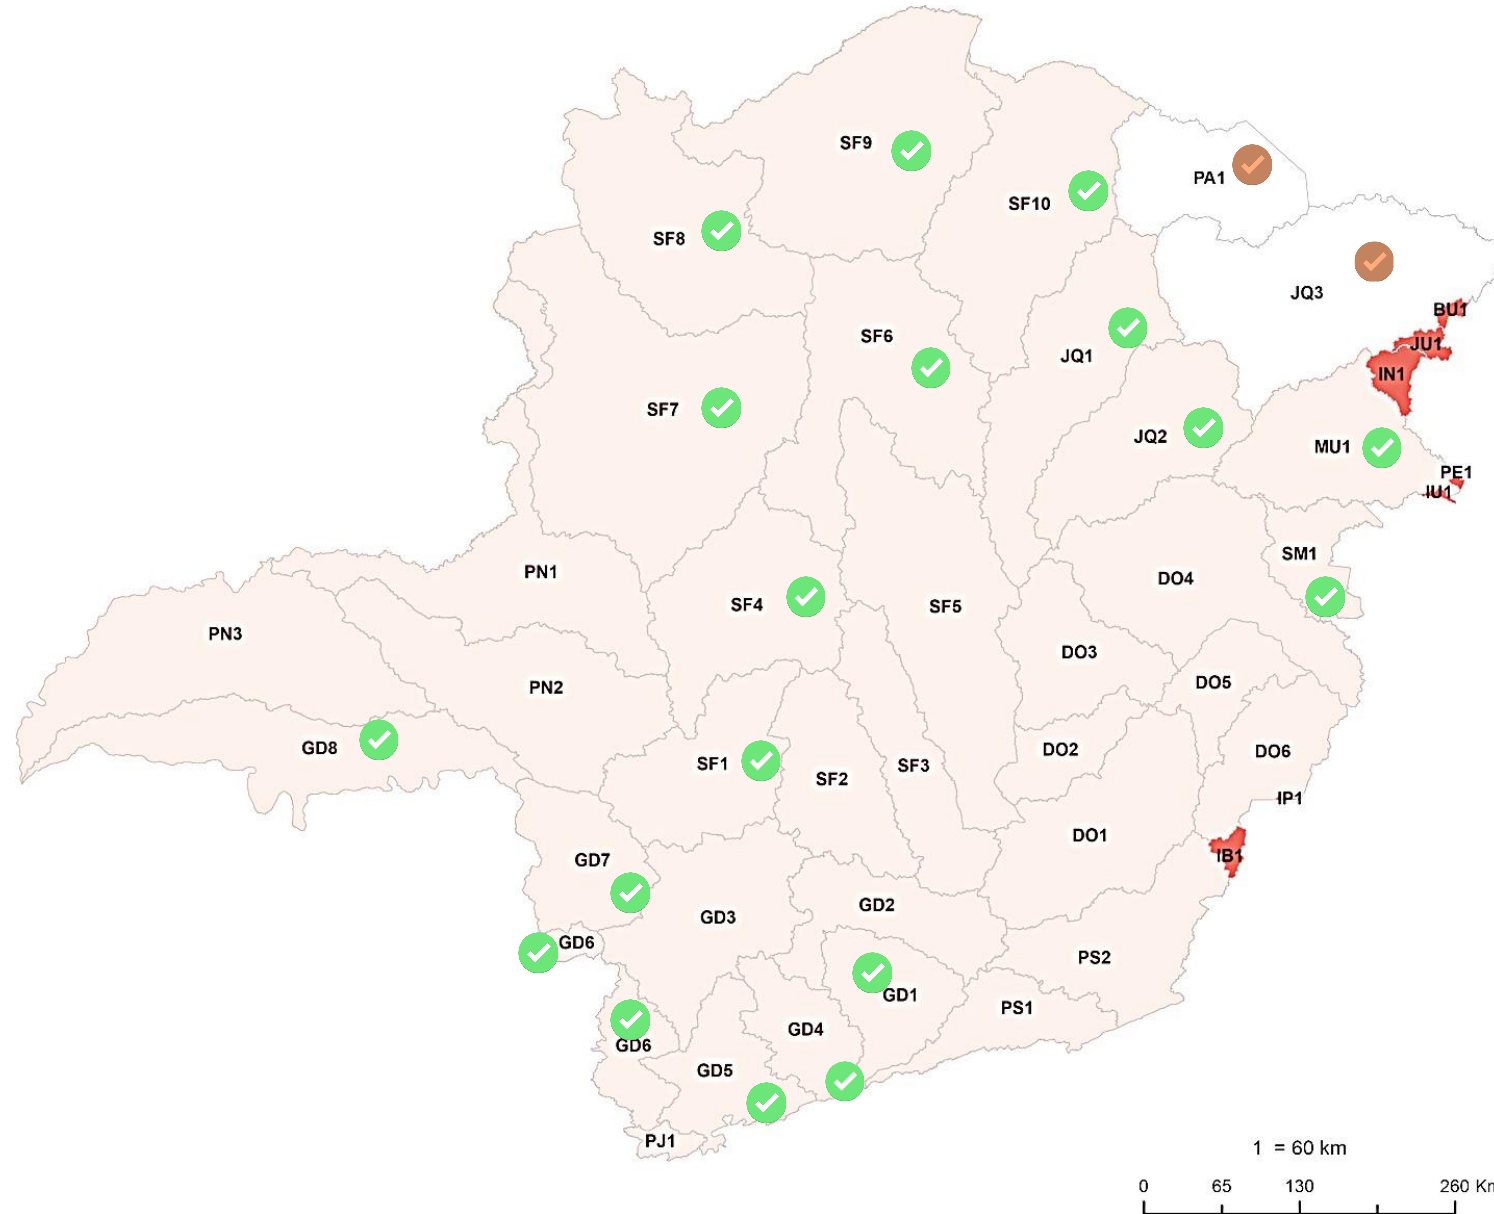 SF9
PA1
SF10
SF8
JQ3
BU1
SF6
JU1
JQ1
IN1
SF7
JQ2
MU1
PE1
IU1
SM1
PN1
DO4
SF4
SF5
PN3
DO3
DO5
PN2
GD8
DO2
DO6
SF1
SF3
SF2
IP1
DO1
IB1
GD7
GD2
GD3
GD6
PS2
GD1
PS1
GD4
GD6
GD5
PJ1
1 = 60 km
0 65 130 260 Km